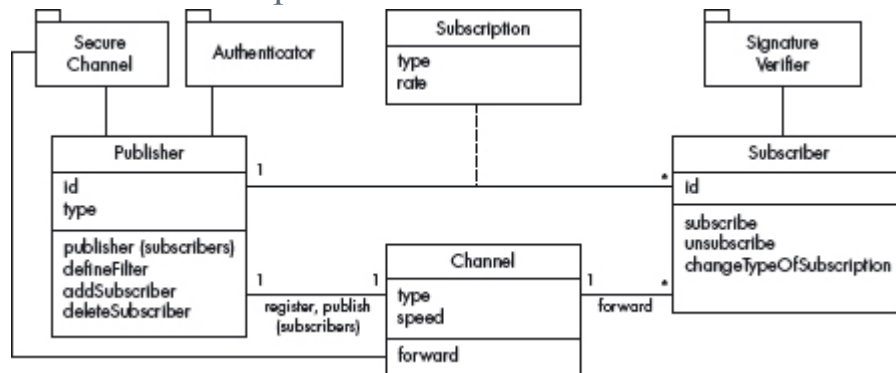 Secure
Channel
Authenticator
Subscription
type
rate
Signature
Verifier
Publisher
id
type
publisher (subscribers)
defineFilter
addSubscriber
deleteSubscriber
1
*
Subscriber
id
subscribe
unsubscribe
changeTypeOfSubscription
1
1
register, publish
(subscribers)
Channel
type
speed
forward
1
*
forward